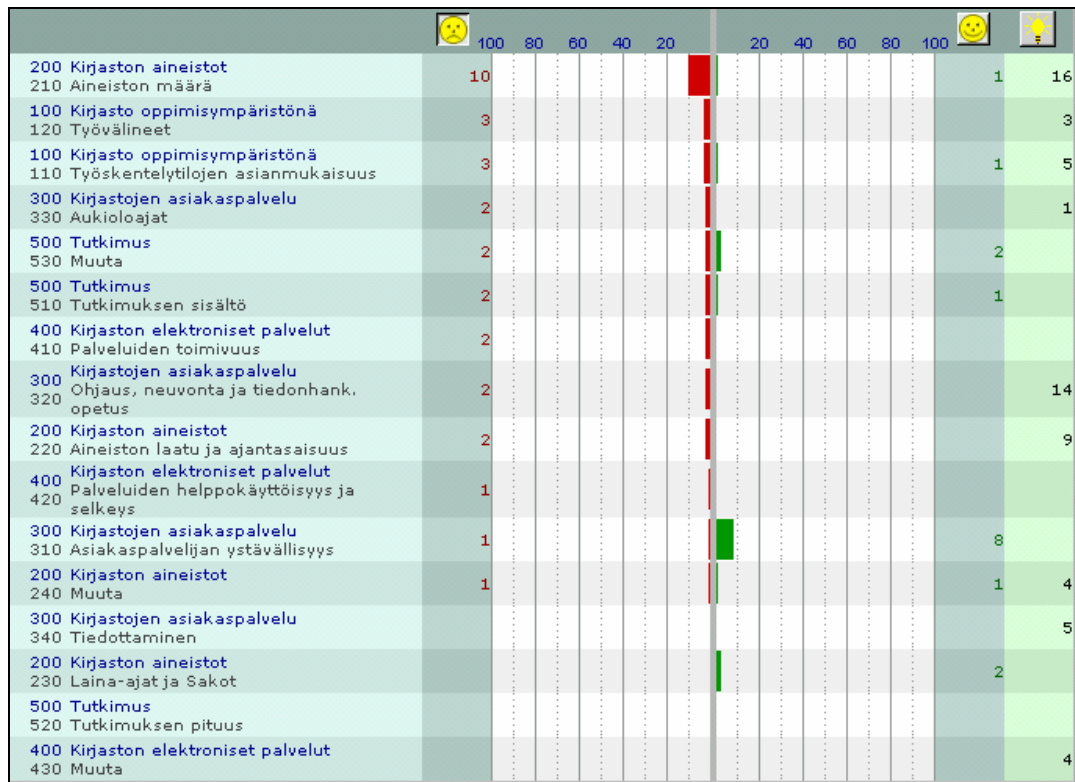 100 80 60 40 20 20 40 60 80 100
200 Kirjaston aineistot
210 Aineiston määrä
10 1 16
100 Kirjasto oppimisympäristönä
120 Työvälineet
3 3
100 Kirjasto oppimisympäristönä
110 Työskentelytilojen asianmukaisuus
3 1 5
300 Kirjastojen asiakaspalvelu
330 Aukioloajat
2 1
500 Tutkimus
530 Muuta
2 2
500 Tutkimus
510 Tutkimuksen sisältö
2 1
400 Kirjaston elektroniset palvelut
410 Palveluiden toimivuus
2
300 Kirjastojen asiakaspalvelu
320 Ohjaus, neuvonta ja tiedonhank.
opetus
2 14
200 Kirjaston aineistot
220 Aineiston laatu ja ajantasaisuus
2 9
400 Kirjaston elektroniset palvelut
420 Palveluiden helppokäyttöisyys ja
selkeys
1
300 Kirjastojen asiakaspalvelu
310 Asiakaspalvelijan ystävällisyys
1 8
200 Kirjaston aineistot
240 Muuta
1 1 4
300 Kirjastojen asiakaspalvelu
340 Tiedottaminen
5
200 Kirjaston aineistot
230 Laina-ajat ja Sakot
2
500 Tutkimus
520 Tutkimuksen pituus
400 Kirjaston elektroniset palvelut
430 Muuta
4